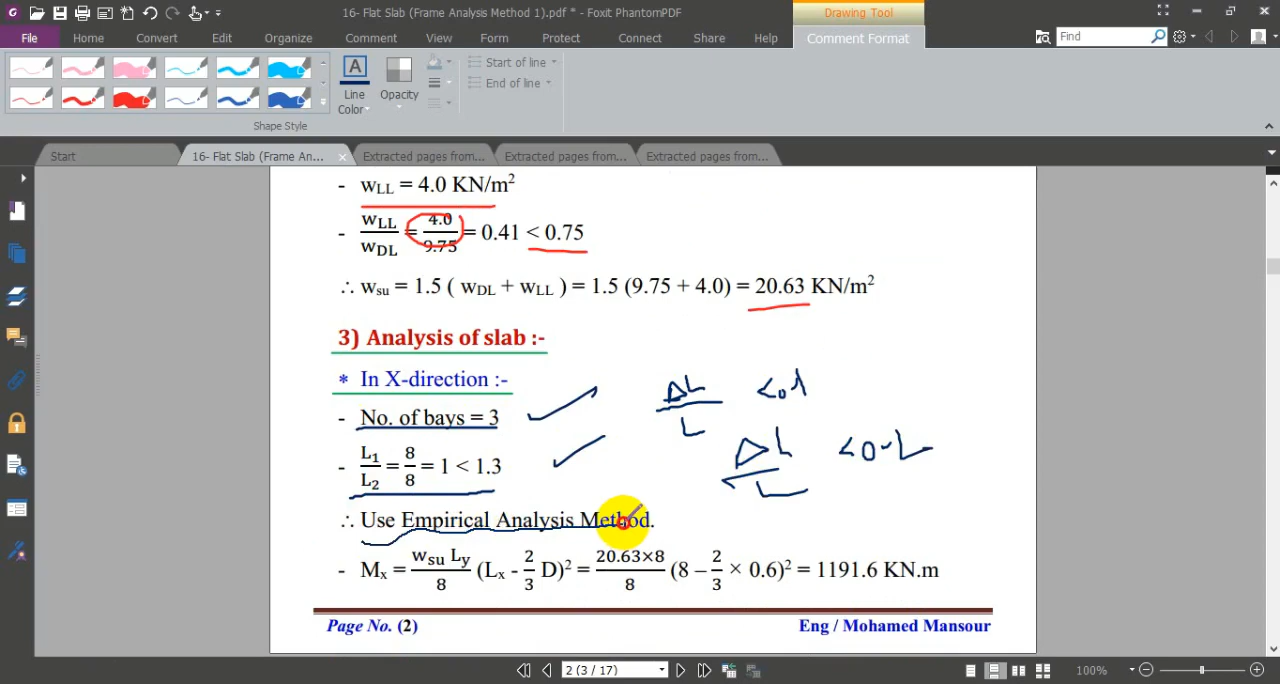 16- Flat Slab (Frame Analysis Method 1).pdf * - Foxit PhantomPDF
Drawing Tool
File Home Convert Edit Organize Comment View Form Protect Connect Share Help Comment Format Find
Line Color
Opacity
Start of line
End of line
Shape Style
Start 16- Flat Slab (Frame An... Extracted pages from... Extracted pages from... Extracted pages from...
- wLL = 4.0 KN/m²
- wLL/wDL = 4.0/9.75 = 0.41 < 0.75
∴ wsu = 1.5 ( wDL + wLL ) = 1.5 (9.75 + 4.0) = 20.63 KN/m²
3) Analysis of slab :-
* In X-direction :-
ΔL/L <0.1
- No. of bays = 3
ΔL/L <0.2
- L1/L2 = 8/8 = 1 < 1.3
∴ Use Empirical Analysis Method.
- Mx = wsu Ly/8 (Lx - 2/3 D)² = 20.63×8/8 (8 – 2/3 × 0.6)² = 1191.6 KN.m
Page No. (2) Eng / Mohamed Mansour
2 (3 / 17) 100%